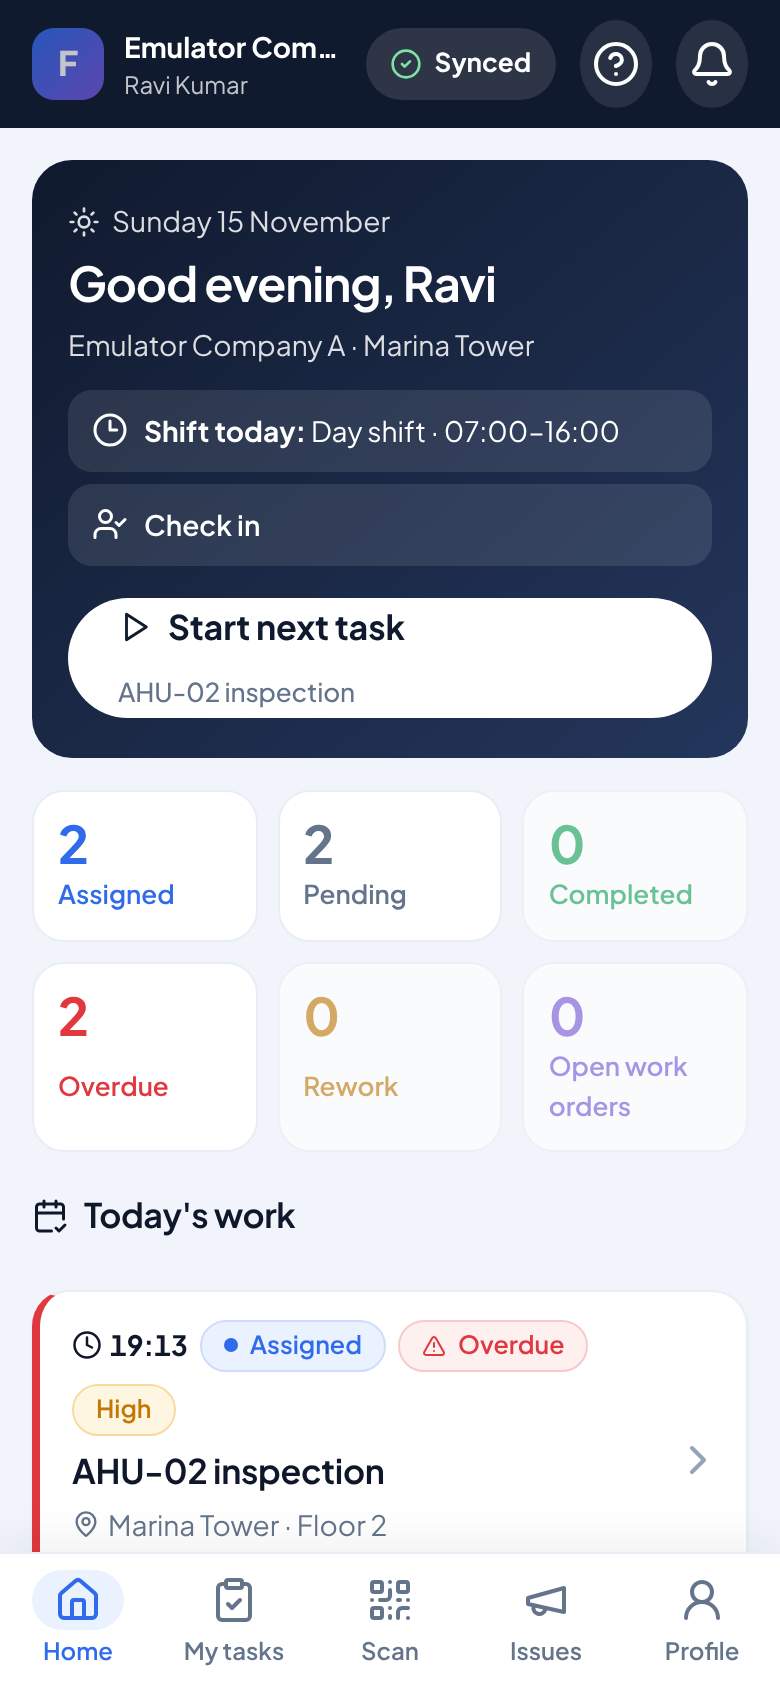 F
Emulator Com...
Ravi Kumar
Synced
Sunday 15 November
Good evening, Ravi
Emulator Company A · Marina Tower
Shift today: Day shift · 07:00–16:00
Check in
Start next task
AHU-02 inspection
2
Assigned
2
Pending
0
Completed
2
Overdue
0
Rework
0
Open work
orders
Today's work
19:13 Assigned Overdue
High
AHU-02 inspection
Marina Tower · Floor 2
Home My tasks Scan Issues Profile